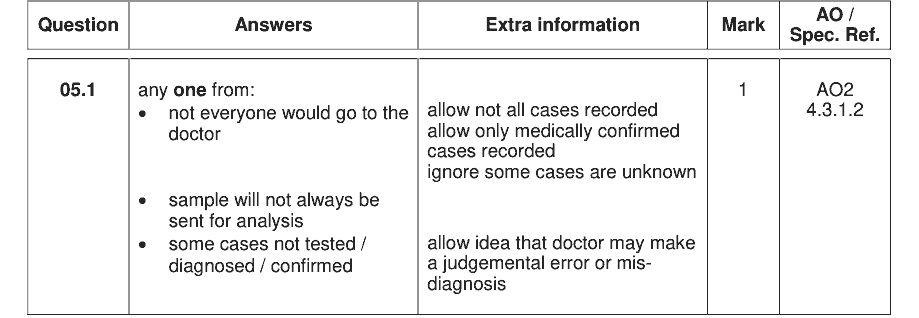 Question Answers Extra information Mark AO /
Spec. Ref.
05.1 any one from: 1 AO2
• not everyone would go to the allow not all cases recorded 4.3.1.2
doctor allow only medically confirmed
cases recorded
ignore some cases are unknown
• sample will not always be
sent for analysis
• some cases not tested / allow idea that doctor may make
diagnosed / confirmed a judgemental error or mis-
diagnosis